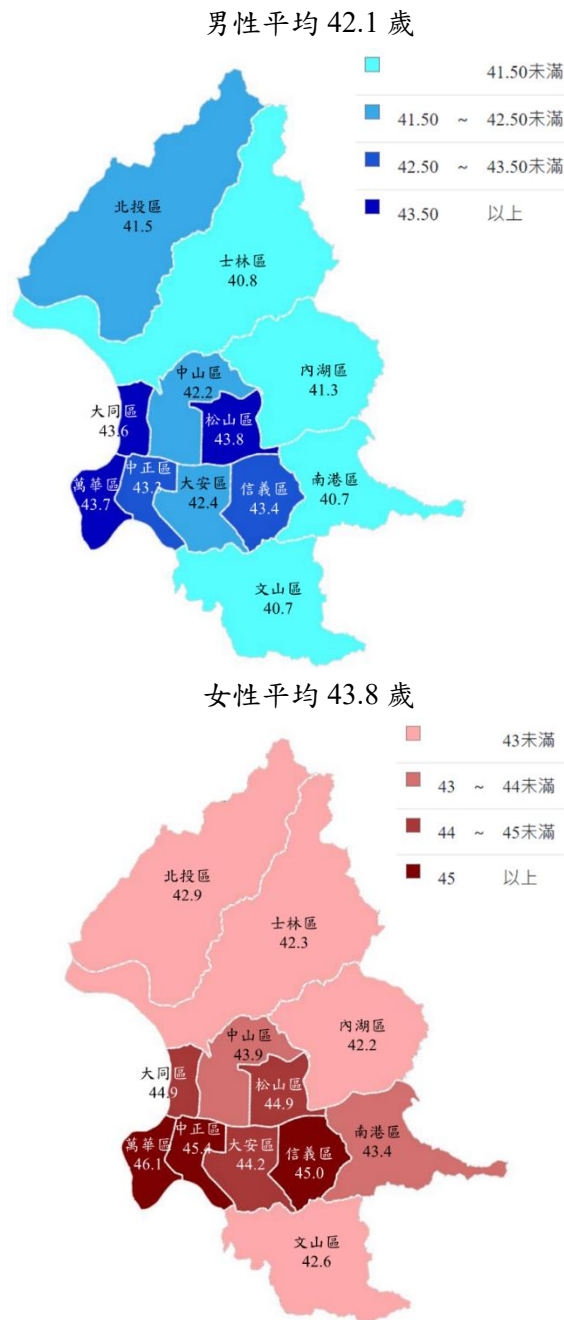 男性平均 42.1 歲
41.50未滿
41.50 ~ 42.50未滿
42.50 ~ 43.50未滿
43.50 以上
北投區
41.5
士林區
40.8
中山區
42.2
內湖區
41.3
大同區
43.6
松山區
43.8
萬華區
43.7
中正區
43.3
大安區
42.4
信義區
43.4
南港區
40.7
文山區
40.7
女性平均 43.8 歲
43未滿
43 ~ 44未滿
44 ~ 45未滿
45 以上
北投區
42.9
士林區
42.3
中山區
43.9
內湖區
42.2
大同區
44.9
松山區
44.9
萬華區
46.1
中正區
45.4
大安區
44.2
信義區
45.0
南港區
43.4
文山區
42.6